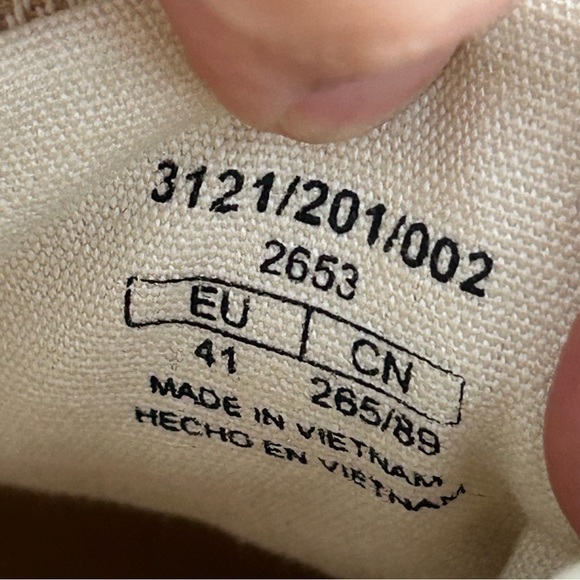 3121/201/002
2653
EU CN
41 265/89
MADE IN VIETNAM
HECHO EN VIETNAM